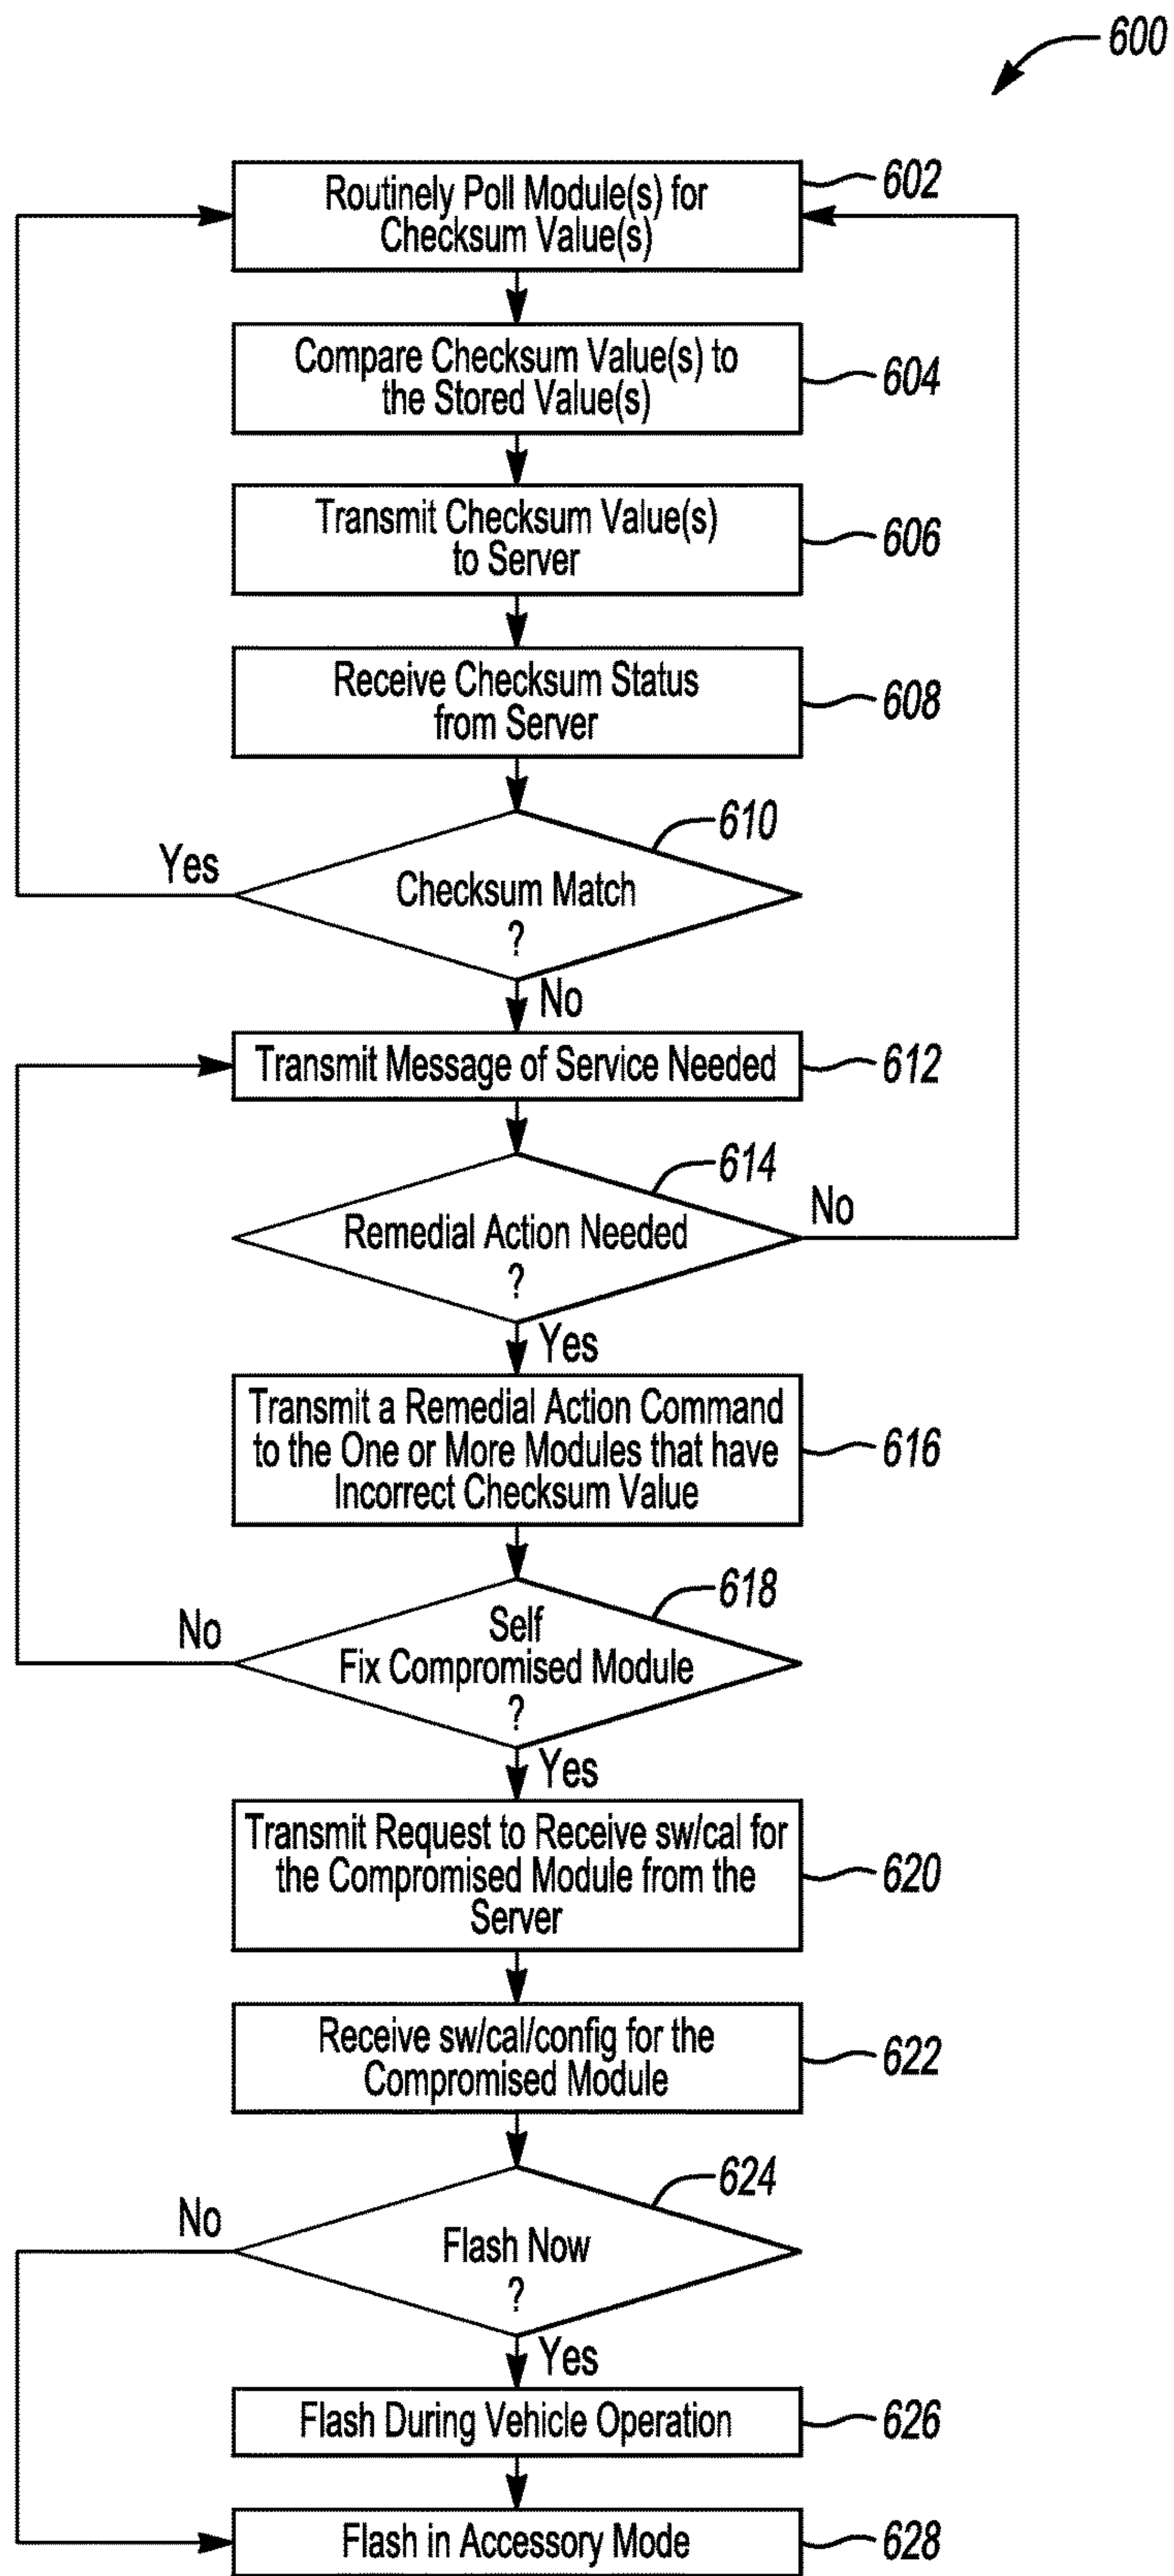 600
Routinely Poll Module(s) for
Checksum Value(s)
602
Compare Checksum Value(s) to
the Stored Value(s)
604
Transmit Checksum Value(s)
to Server
606
Receive Checksum Status
from Server
608
610
Yes
Checksum Match
?
No
Transmit Message of Service Needed
612
614
Remedial Action Needed
?
No
Yes
Transmit a Remedial Action Command
to the One or More Modules that have
Incorrect Checksum Value
616
618
No
Self
Fix Compromised Module
?
Yes
Transmit Request to Receive sw/cal for
the Compromised Module from the
Server
620
Receive sw/cal/config for the
Compromised Module
622
624
No
Flash Now
?
Yes
Flash During Vehicle Operation
626
Flash in Accessory Mode
628